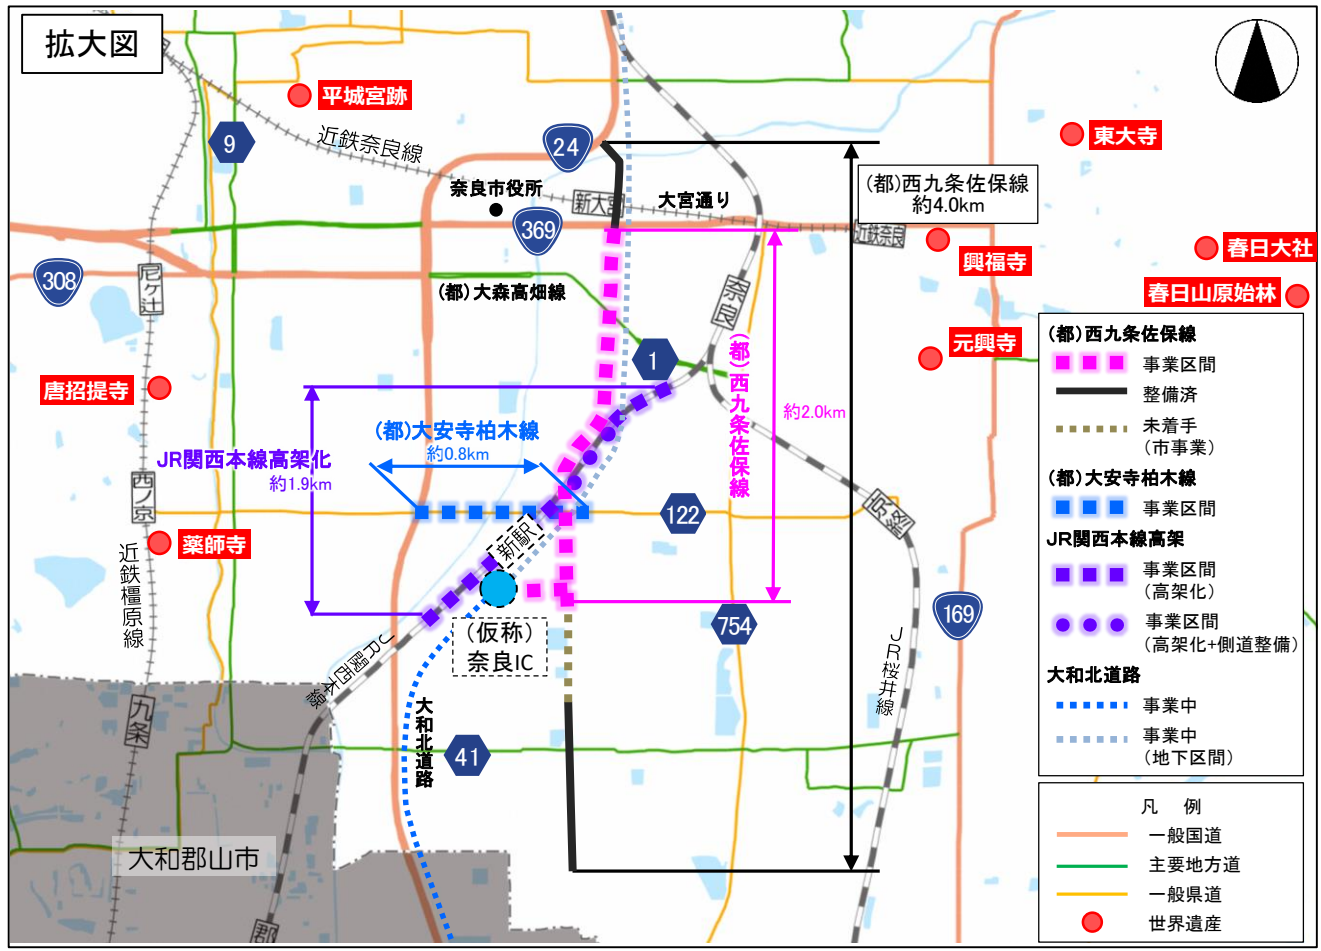 拡大図
平城宮跡
東大寺
9
近鉄奈良線
24
(都)西九条佐保線
約4.0km
奈良市役所
新大宮
大宮通り
369
近鉄奈良
春日大社
興福寺
308
尼ヶ辻
(都)大森高畑線
奈良
春日山原始林
元興寺
1
(都)西九条佐保線
約2.0km
唐招提寺
(都)大安寺柏木線
約0.8km
JR関西本線高架化
約1.9km
西ノ京
122
京終
薬師寺
新駅
近鉄橿原線
169
754
(仮称)
奈良IC
JR関西本線
JR桜井線
九条
大和北道路
41
大和郡山市
郡
(都)西九条佐保線
事業区間
整備済
未着手
(市事業)
(都)大安寺柏木線
事業区間
JR関西本線高架
事業区間
(高架化)
事業区間
(高架化+側道整備)
大和北道路
事業中
事業中
(地下区間)
凡 例
一般国道
主要地方道
一般県道
世界遺産